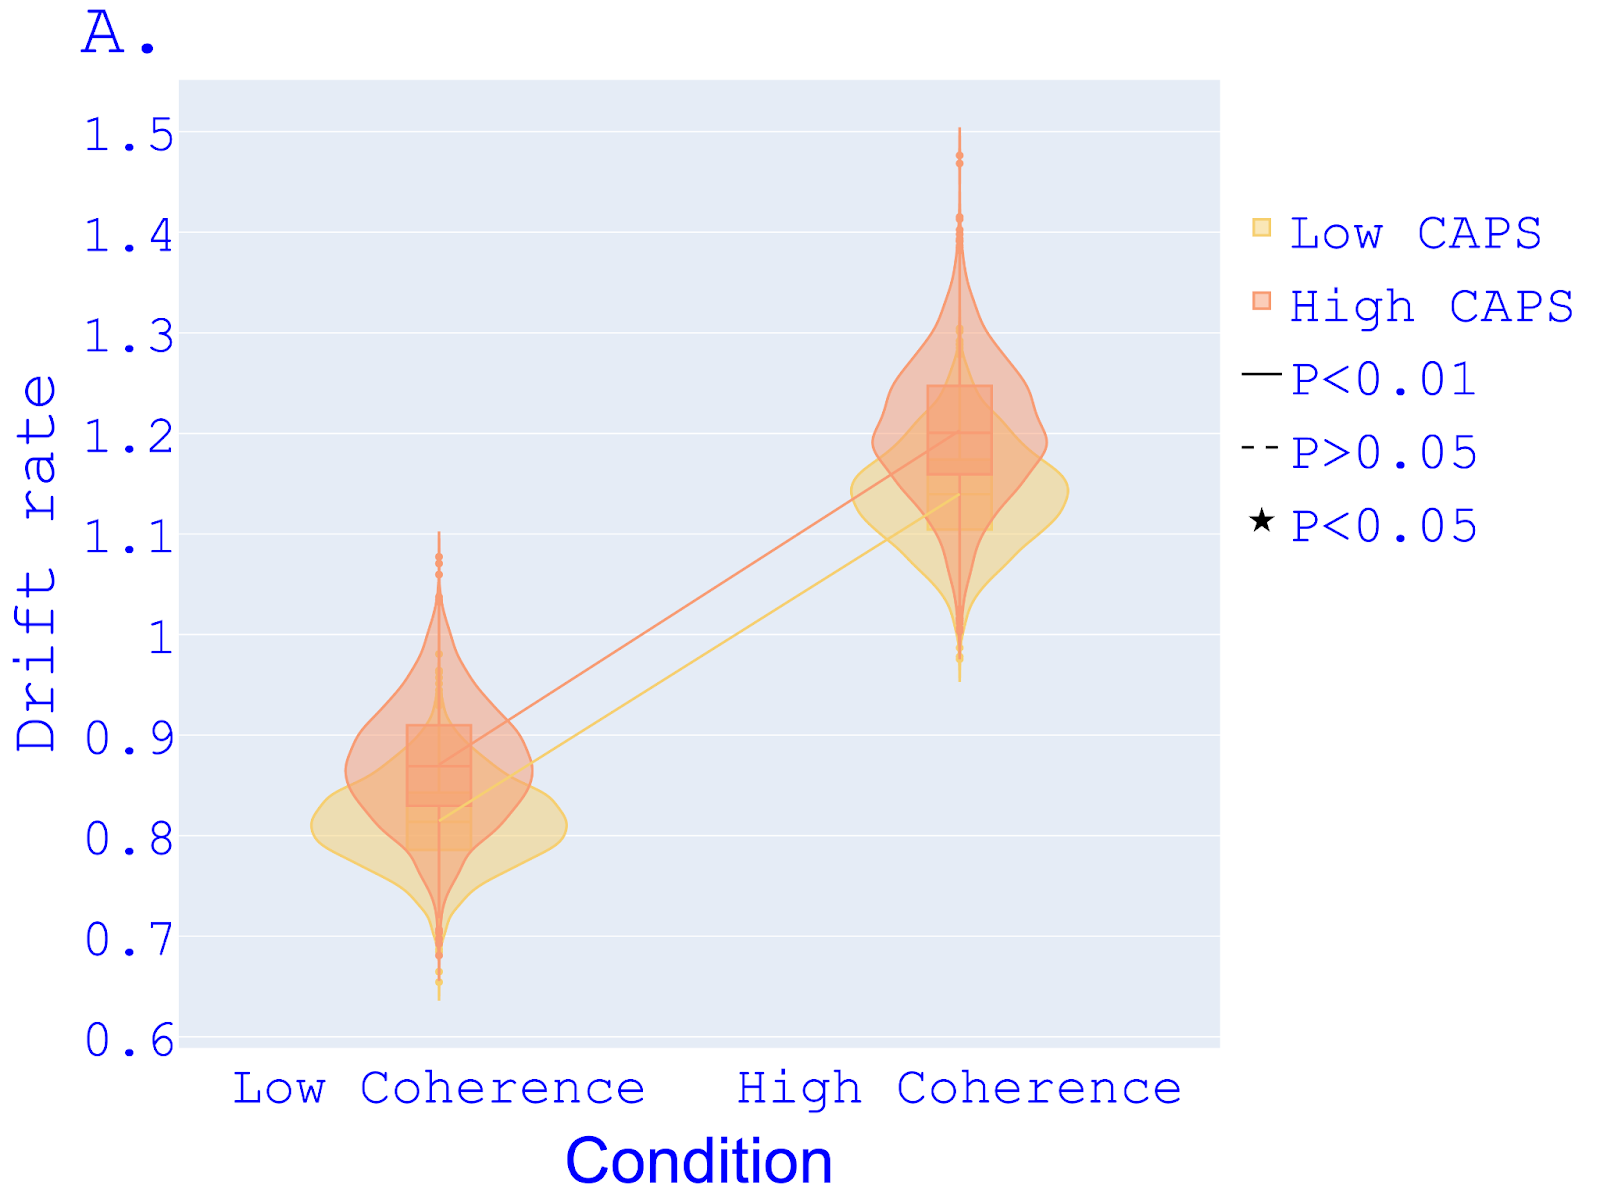 A.
Drift rate
1.5
1.4
1.3
1.2
1.1
1
0.9
0.8
0.7
0.6
Low Coherence
High Coherence
Condition
Low CAPS
High CAPS
P<0.01
P>0.05
★ P<0.05